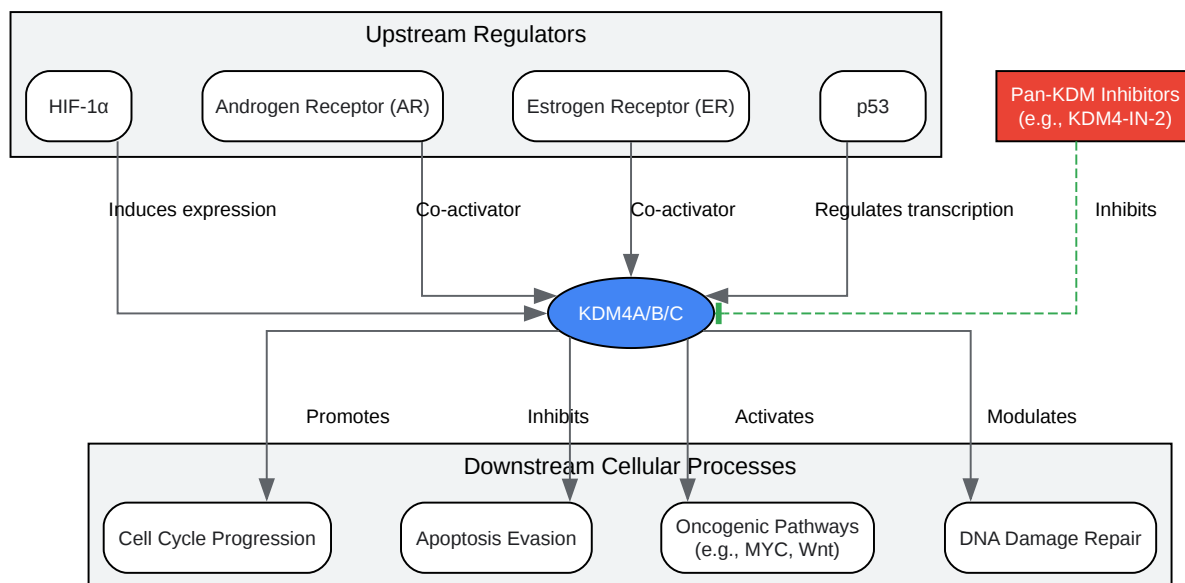 Upstream Regulators
HIF-1α
Androgen Receptor (AR)
Estrogen Receptor (ER)
p53
Pan-KDM Inhibitors
(e.g., KDM4-IN-2)
Induces expression
Co-activator
Co-activator
Regulates transcription
Inhibits
KDM4A/B/C
Promotes
Inhibits
Activates
Modulates
Downstream Cellular Processes
Cell Cycle Progression
Apoptosis Evasion
Oncogenic Pathways
(e.g., MYC, Wnt)
DNA Damage Repair